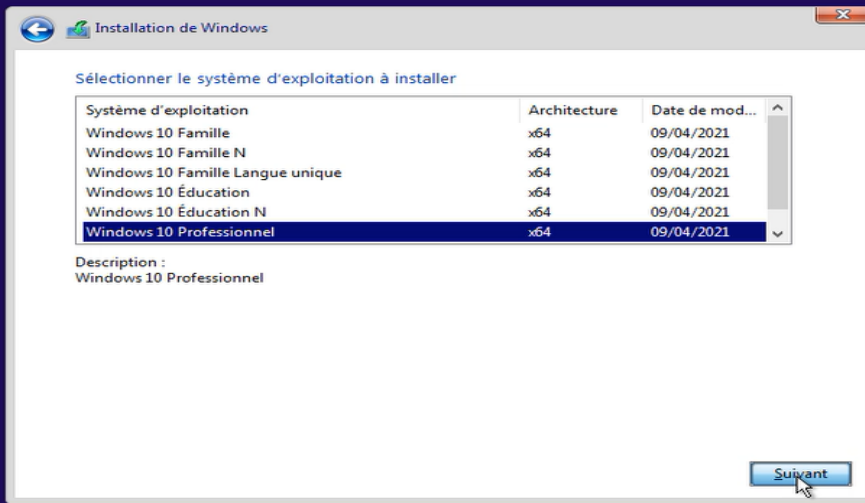 Installation de Windows
Sélectionner le système d'exploitation à installer
Système d'exploitation Architecture Date de mod...
Windows 10 Famille x64 09/04/2021
Windows 10 Famille N x64 09/04/2021
Windows 10 Famille Langue unique x64 09/04/2021
Windows 10 Éducation x64 09/04/2021
Windows 10 Éducation N x64 09/04/2021
Windows 10 Professionnel x64 09/04/2021
Description :
Windows 10 Professionnel
Suivant